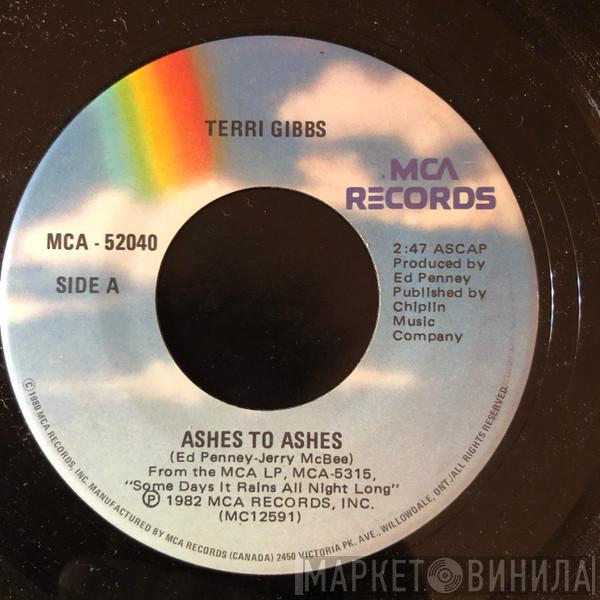 TERRI GIBBS
MCA
RECORDS
MCA - 52040
SIDE A
2:47 ASCAP
Produced by
Ed Penney
Published by
Chiplin
Music
Company
ASHES TO ASHES
(Ed Penney-Jerry McBee)
From the MCA LP, MCA-5315,
"Some Days It Rains All Night Long"
Ⓟ 1982 MCA RECORDS, INC.
(MC12591)
©1980 MCA RECORDS, INC. MANUFACTURED BY MCA RECORDS (CANADA) 2450 VICTORIA PK. AVE., WILLOWDALE, ONT./ALL RIGHTS RESERVED.
МАРКЕТ ВИНИЛА